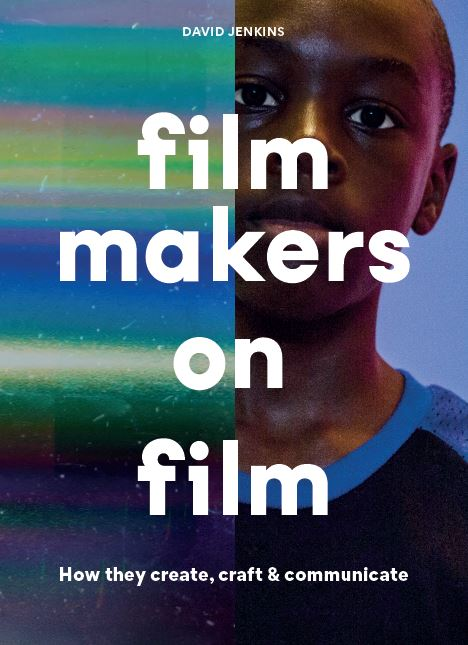 DAVID JENKINS
film
makers
on
film
How they create, craft & communicate